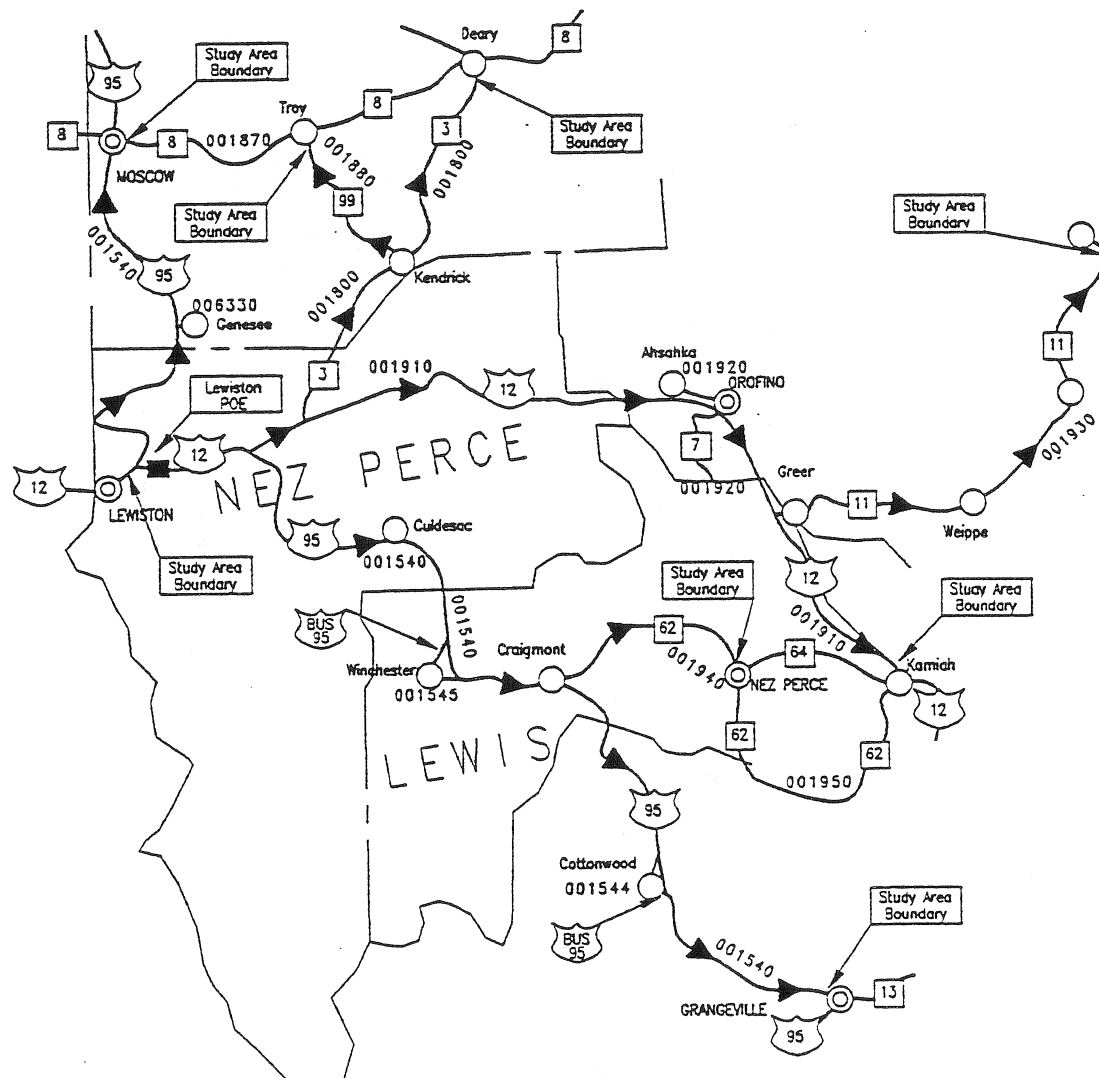 Deary
8
95
Study Area
Boundary
Troy
8
3
Study Area
Boundary
8
8
001870
001880
001800
MOSCOW
99
Study Area
Boundary
Study Area
Boundary
001540
95
Kendrick
001800
006330
Genesee
Ahsahka
001920
OROFINO
11
3
001910
12
Lewiston
POE
7
001930
12
NEZ PERCE
12
LEWISTON
001920
Greer
11
Weippe
95
Culdesac
001540
Study Area
Boundary
12
Study Area
Boundary
Study Area
Boundary
BUS
95
001540
Craigmont
62
001910
64
Kamiah
Winchester
001545
001940
NEZ PERCE
12
LEWIS
62
62
001950
95
Cottonwood
001544
Study Area
Boundary
BUS
95
001540
13
GRANGEVILLE
95